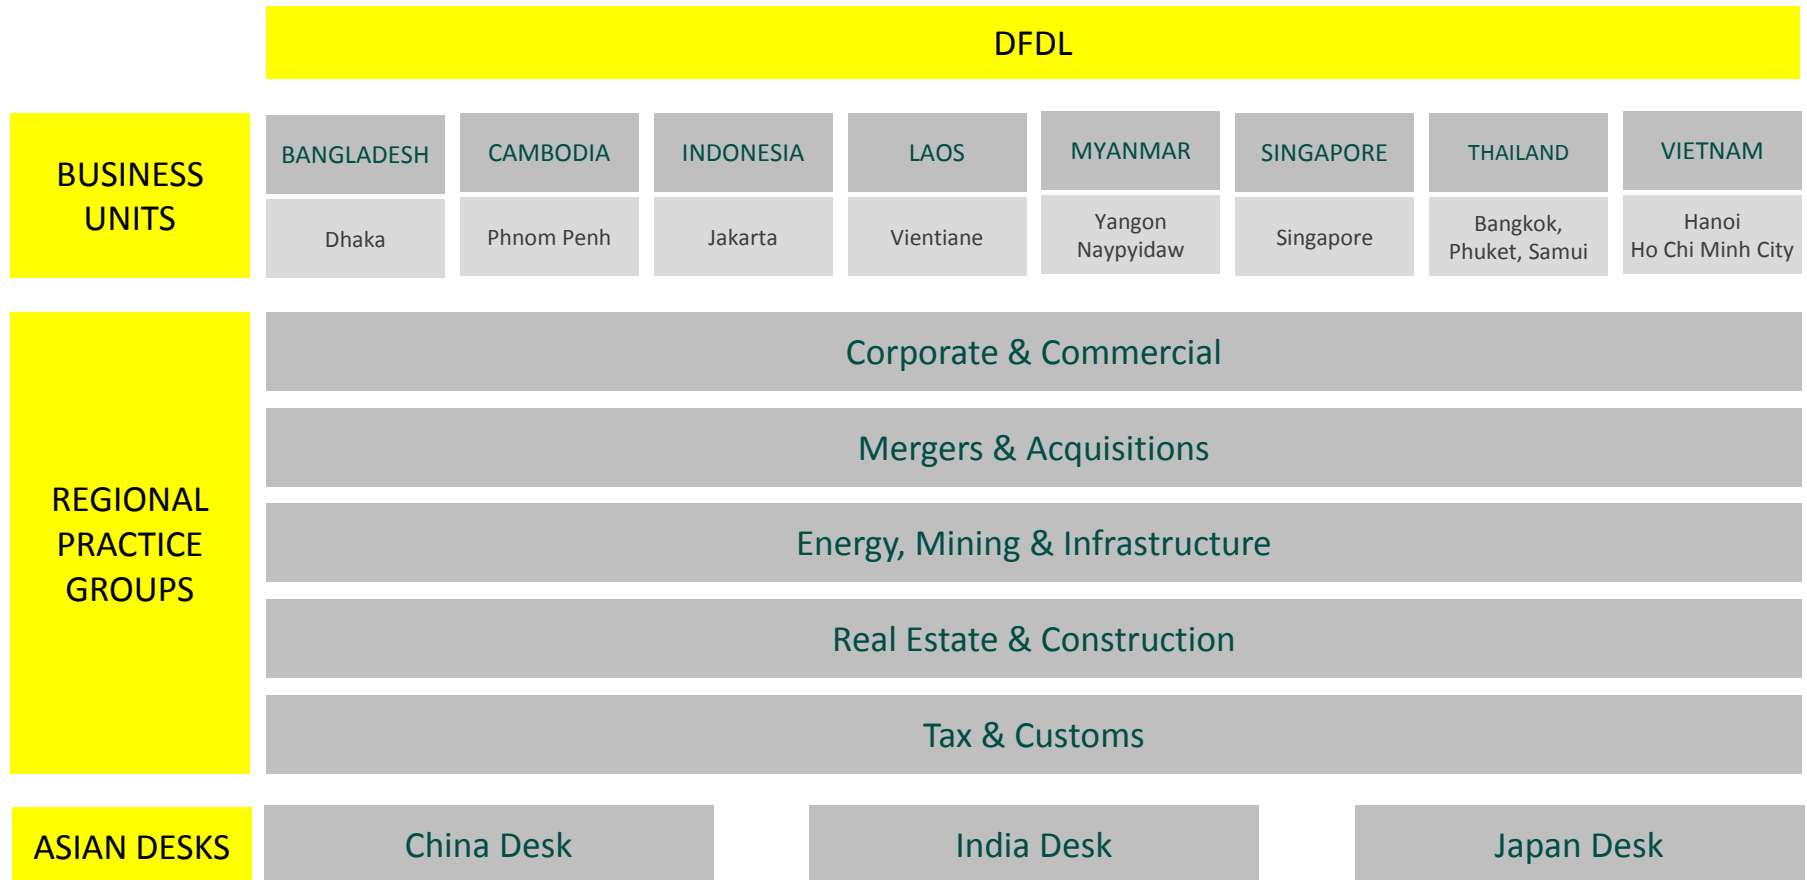 DFDL
BUSINESS
UNITS
BANGLADESH
CAMBODIA
INDONESIA
LAOS
MYANMAR
SINGAPORE
THAILAND
VIETNAM
Dhaka
Phnom Penh
Jakarta
Vientiane
Yangon
Naypyidaw
Singapore
Bangkok,
Phuket, Samui
Hanoi
Ho Chi Minh City
REGIONAL
PRACTICE
GROUPS
Corporate & Commercial
Mergers & Acquisitions
Energy, Mining & Infrastructure
Real Estate & Construction
Tax & Customs
ASIAN DESKS
China Desk
India Desk
Japan Desk